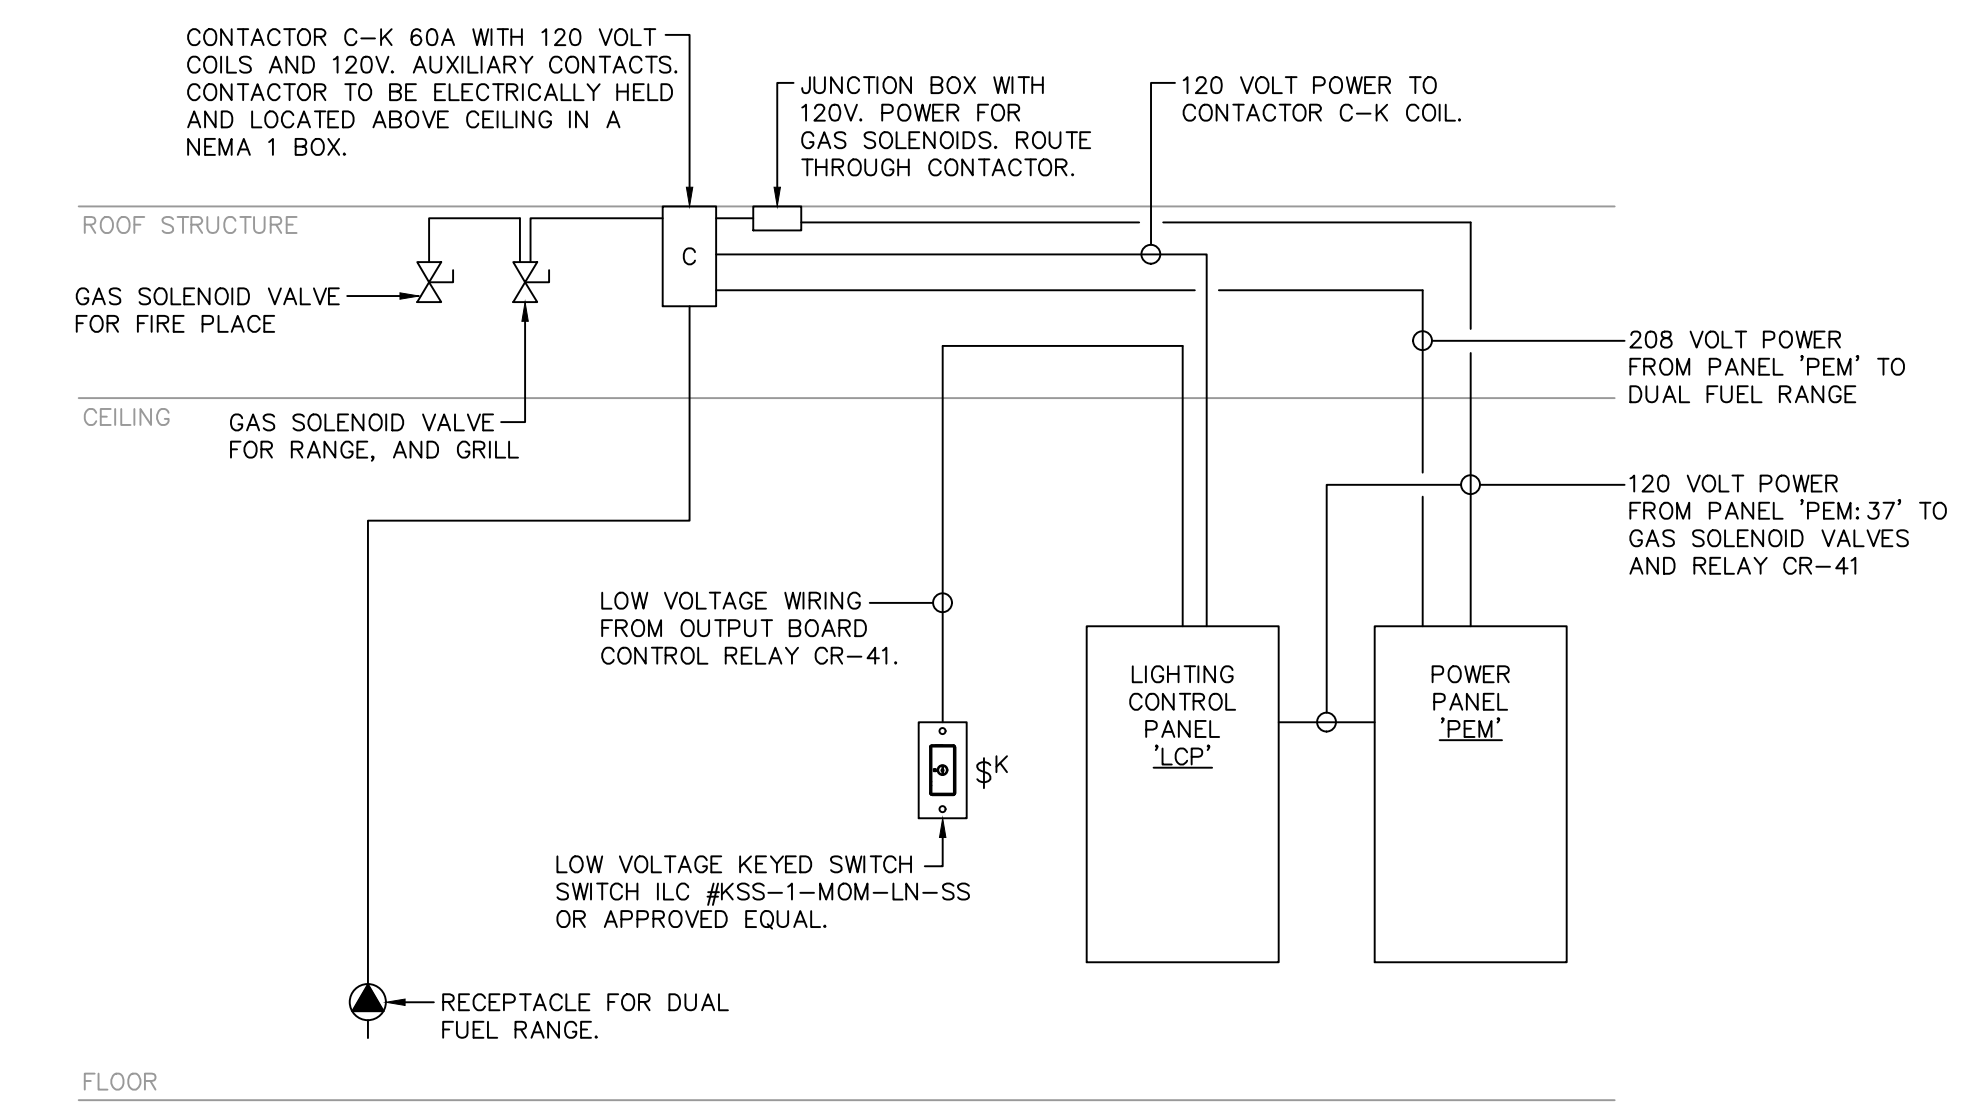 CONTACTOR C-K 60A WITH 120 VOLT
COILS AND 120V. AUXILIARY CONTACTS.
CONTACTOR TO BE ELECTRICALLY HELD
AND LOCATED ABOVE CEILING IN A
NEMA 1 BOX.
JUNCTION BOX WITH
120V. POWER FOR
GAS SOLENOIDS. ROUTE
THROUGH CONTACTOR.
120 VOLT POWER TO
CONTACTOR C-K COIL.
ROOF STRUCTURE
C
GAS SOLENOID VALVE
FOR FIRE PLACE
208 VOLT POWER
FROM PANEL 'PEM' TO
DUAL FUEL RANGE
CEILING
GAS SOLENOID VALVE
FOR RANGE, AND GRILL
120 VOLT POWER
FROM PANEL 'PEM:37' TO
GAS SOLENOID VALVES
AND RELAY CR-41
LOW VOLTAGE WIRING
FROM OUTPUT BOARD
CONTROL RELAY CR-41.
LIGHTING
CONTROL
PANEL
'LCP'
POWER
PANEL
'PEM'
$K
LOW VOLTAGE KEYED SWITCH
SWITCH ILC #KSS-1-MOM-LN-SS
OR APPROVED EQUAL.
RECEPTACLE FOR DUAL
FUEL RANGE.
FLOOR